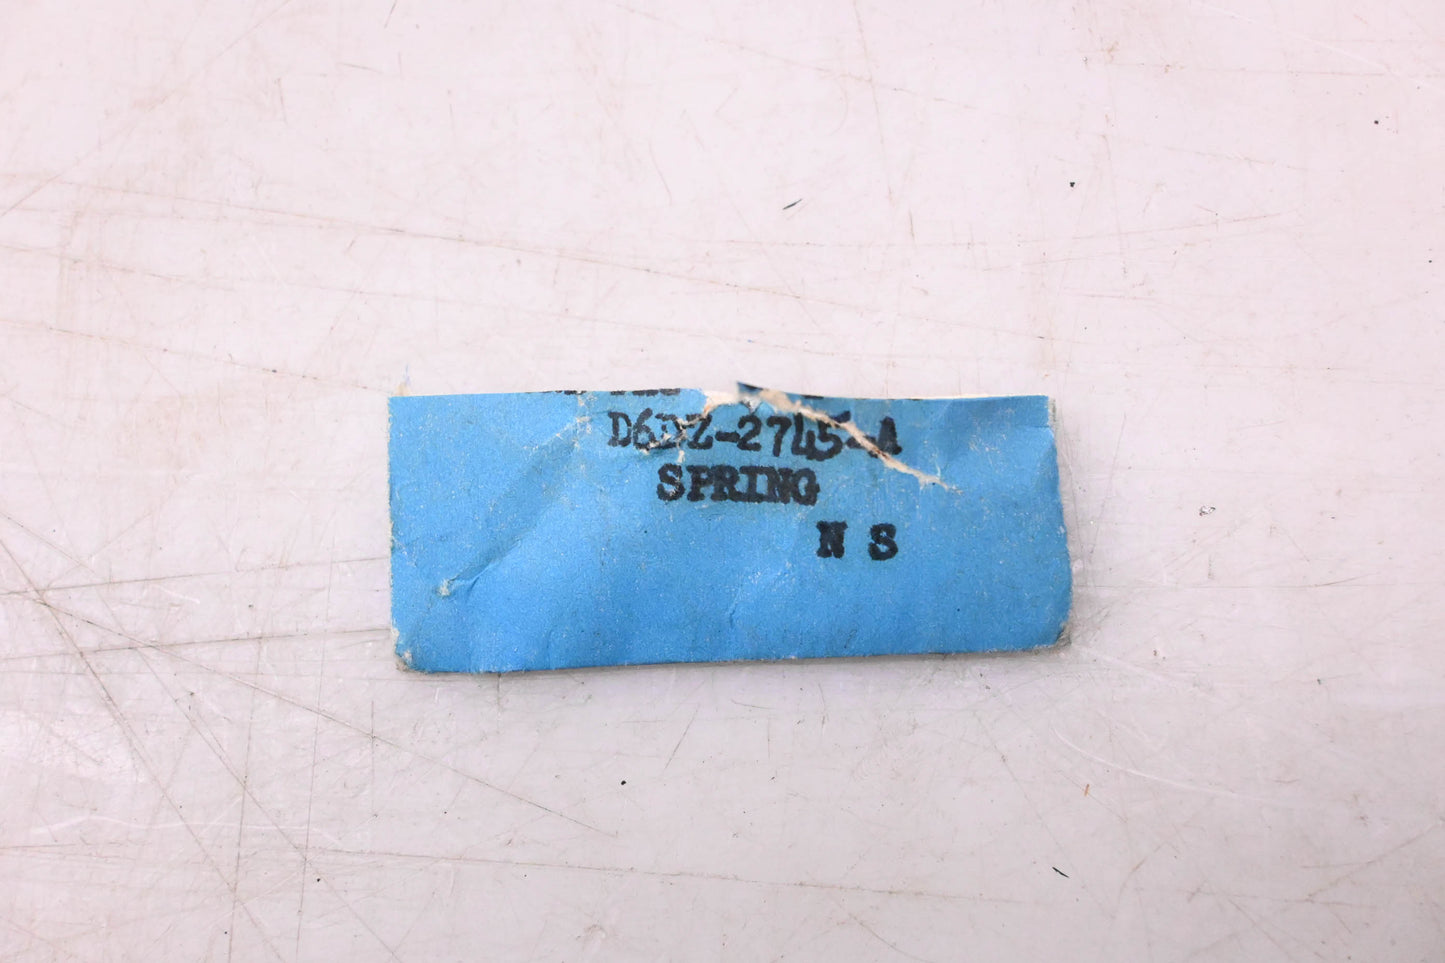 D6DZ-2745-A
SPRING
N S